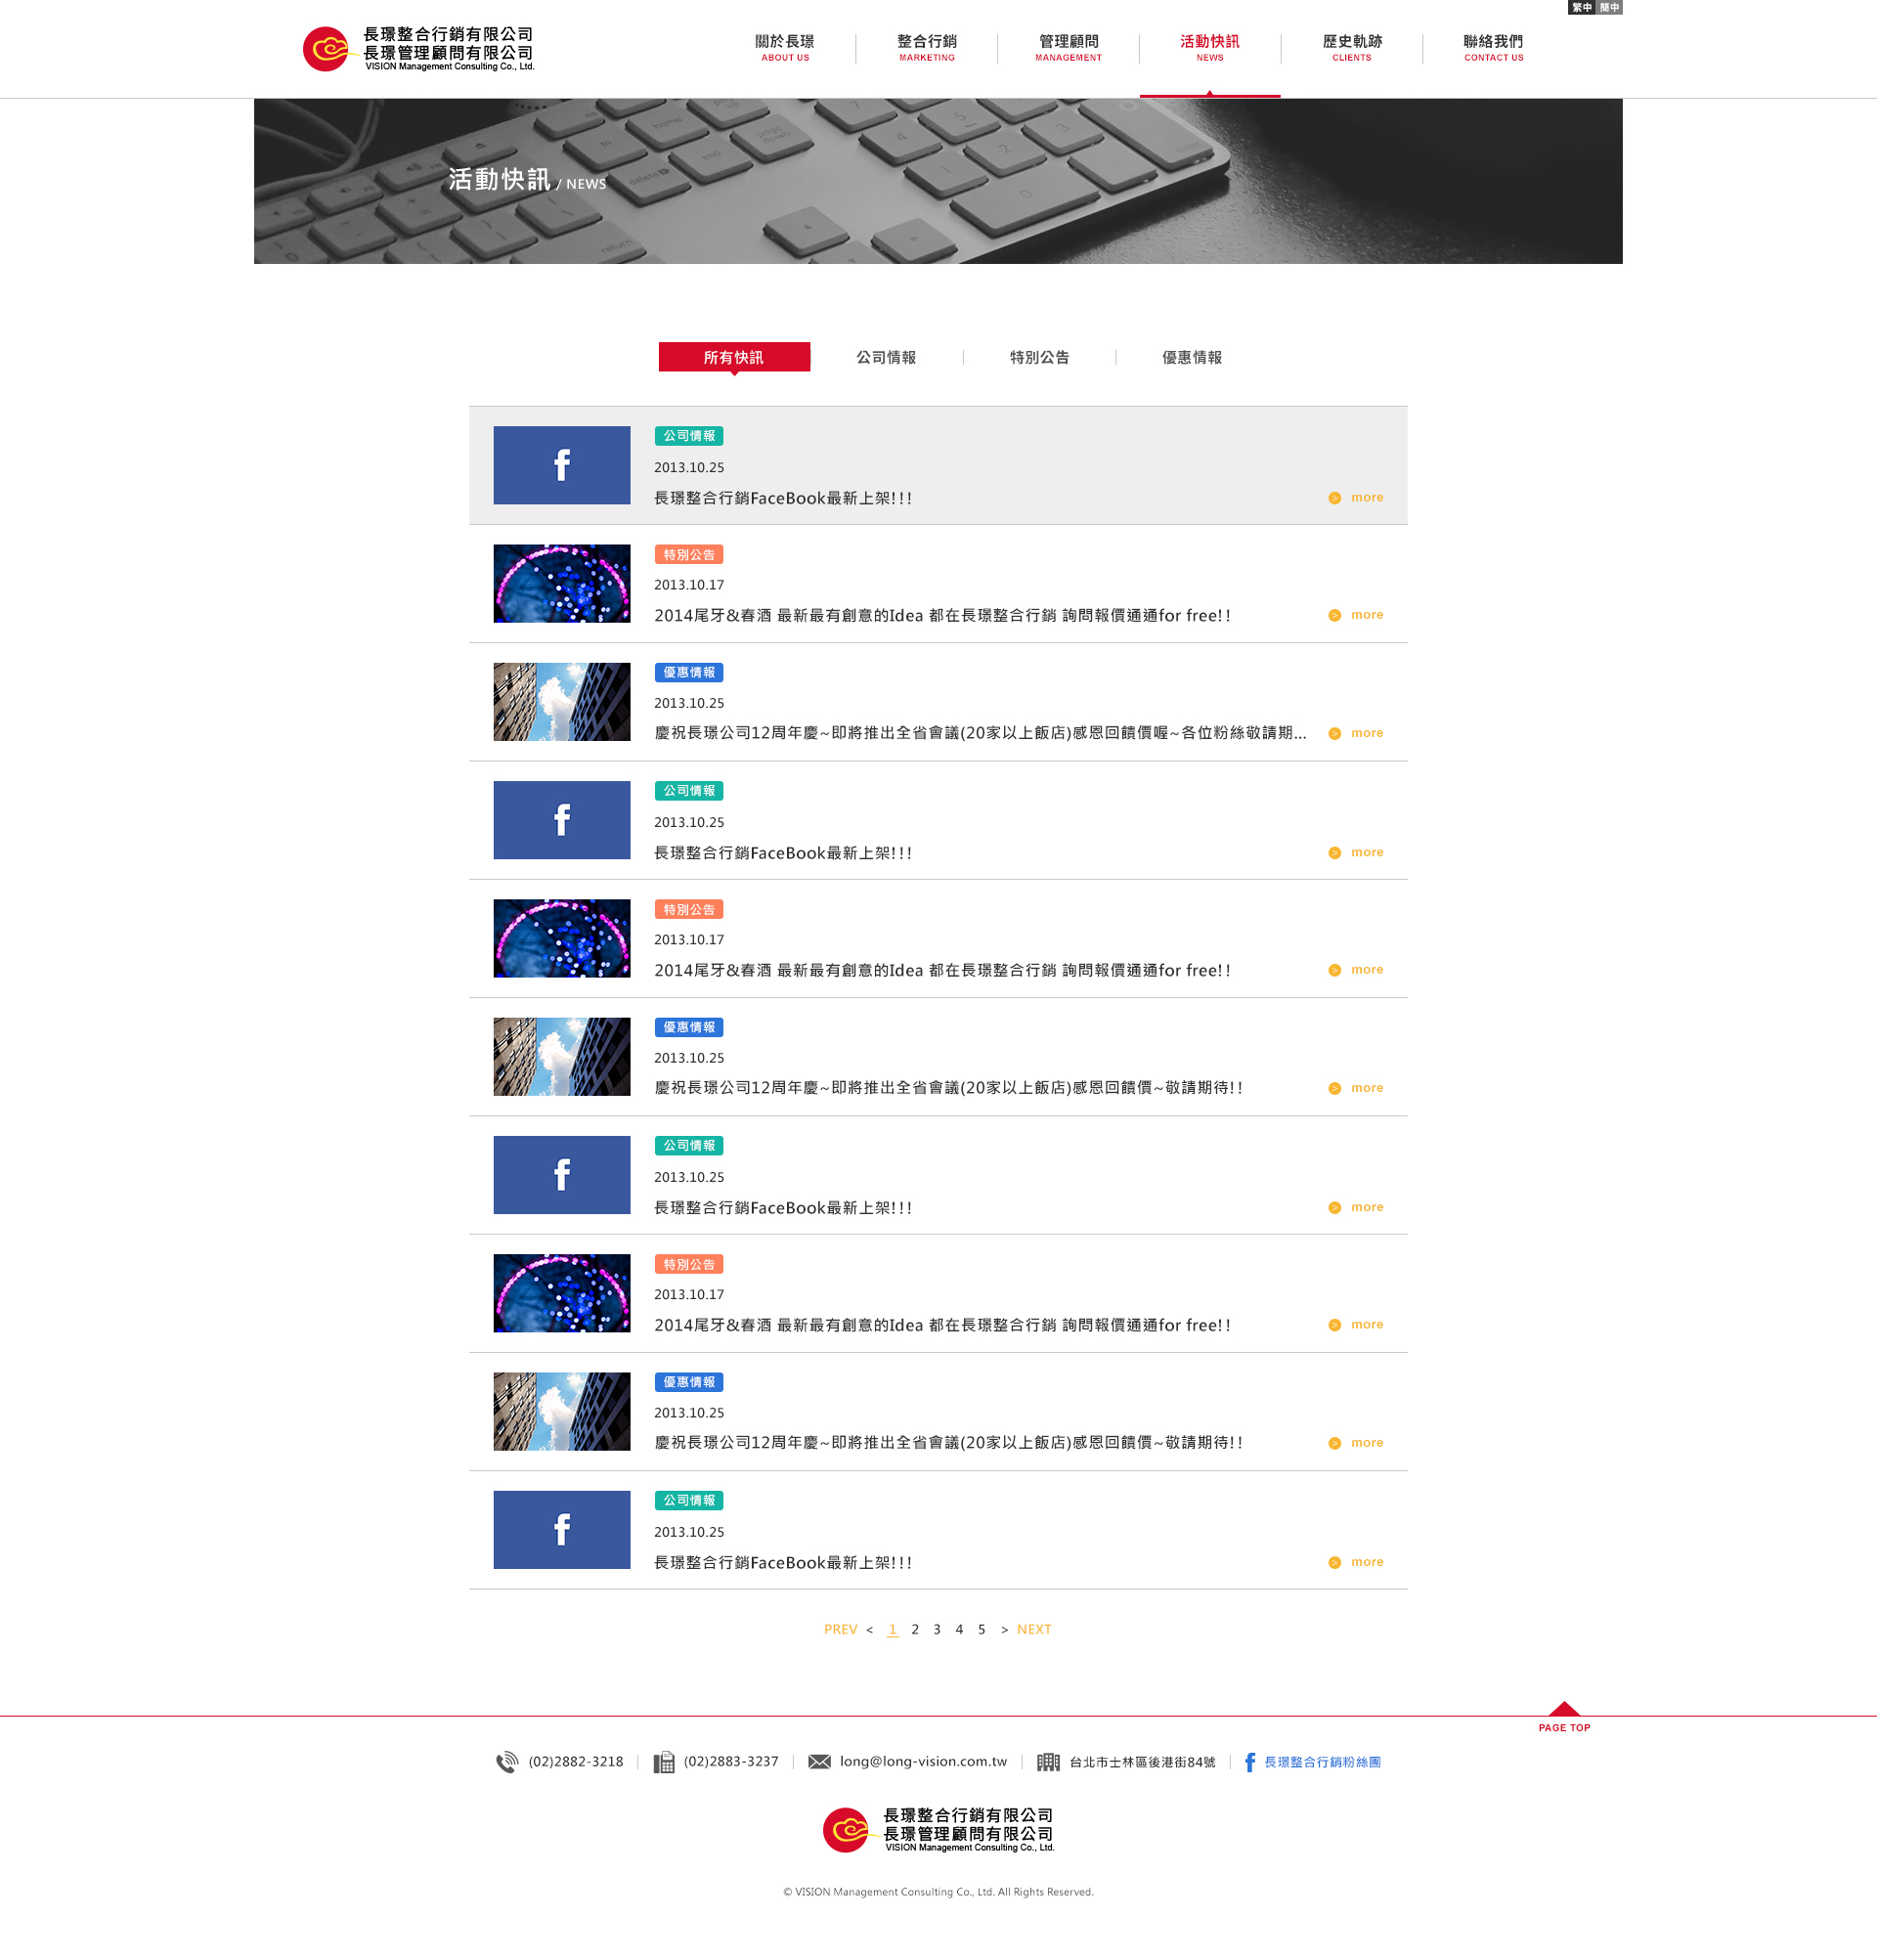 繁中 簡中
長璟整合行銷有限公司
長璟管理顧問有限公司
VISION Management Consulting Co., Ltd.
關於長璟 整合行銷 管理顧問 活動快訊 歷史軌跡 聯絡我們
ABOUT US MARKETING MANAGEMENT NEWS CLIENTS CONTACT US
home
page down
end
delete
return
4 5
1 2
7
活動快訊 / NEWS
所有快訊 公司情報 特別公告 優惠情報
公司情報
2013.10.25
長璟整合行銷FaceBook最新上架!!! > more
特別公告
2013.10.17
2014尾牙&春酒 最新最有創意的Idea 都在長璟整合行銷 詢問報價通通for free!! > more
優惠情報
2013.10.25
慶祝長璟公司12周年慶~即將推出全省會議(20家以上飯店)感恩回饋價喔~各位粉絲敬請期... > more
公司情報
2013.10.25
長璟整合行銷FaceBook最新上架!!! > more
特別公告
2013.10.17
2014尾牙&春酒 最新最有創意的Idea 都在長璟整合行銷 詢問報價通通for free!! > more
優惠情報
2013.10.25
慶祝長璟公司12周年慶~即將推出全省會議(20家以上飯店)感恩回饋價~敬請期待!! > more
公司情報
2013.10.25
長璟整合行銷FaceBook最新上架!!! > more
特別公告
2013.10.17
2014尾牙&春酒 最新最有創意的Idea 都在長璟整合行銷 詢問報價通通for free!! > more
優惠情報
2013.10.25
慶祝長璟公司12周年慶~即將推出全省會議(20家以上飯店)感恩回饋價~敬請期待!! > more
公司情報
2013.10.25
長璟整合行銷FaceBook最新上架!!! > more
PREV < 1 2 3 4 5 > NEXT
PAGE TOP
(02)2882-3218 (02)2883-3237 long@long-vision.com.tw 台北市士林區後港街84號 長璟整合行銷粉絲團
長璟整合行銷有限公司
長璟管理顧問有限公司
VISION Management Consulting Co., Ltd.
© VISION Management Consulting Co., Ltd. All Rights Reserved.